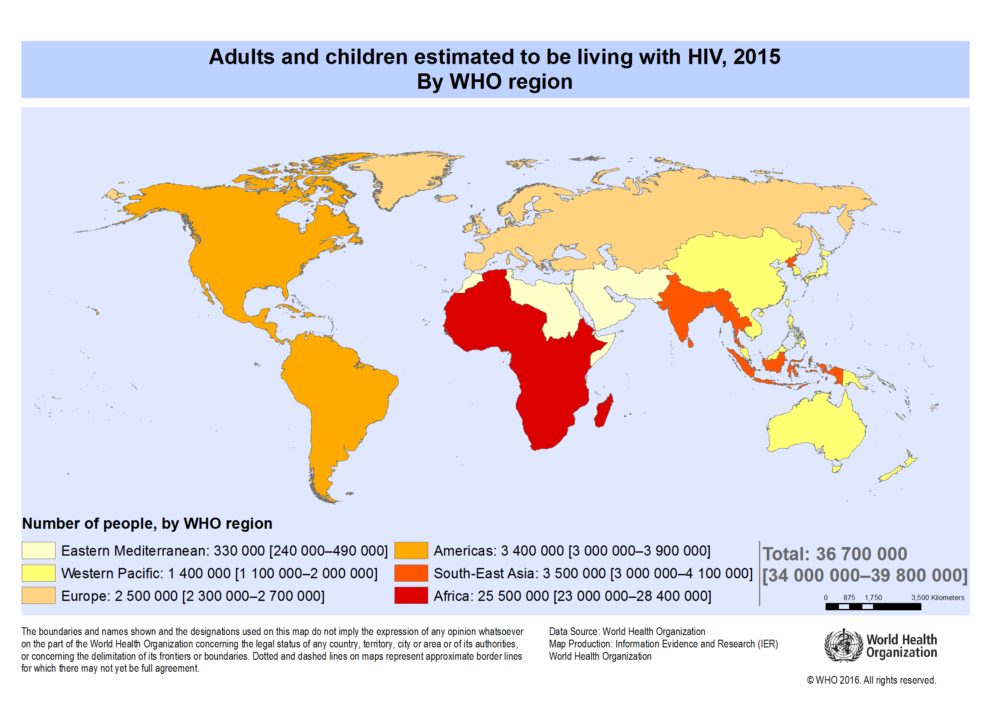 Adults and children estimated to be living with HIV, 2015
By WHO region
Number of people, by WHO region
Eastern Mediterranean: 330 000 [240 000–490 000]
Western Pacific: 1 400 000 [1 100 000–2 000 000]
Europe: 2 500 000 [2 300 000–2 700 000]
Americas: 3 400 000 [3 000 000–3 900 000]
South-East Asia: 3 500 000 [3 000 000–4 100 000]
Africa: 25 500 000 [23 000 000–28 400 000]
Total: 36 700 000
[34 000 000–39 800 000]
0 875 1,750 3,500 Kilometers
The boundaries and names shown and the designations used on this map do not imply the expression of any opinion whatsoever
on the part of the World Health Organization concerning the legal status of any country, territory, city or area or of its authorities,
or concerning the delimitation of its frontiers or boundaries. Dotted and dashed lines on maps represent approximate border lines
for which there may not yet be full agreement.
Data Source: World Health Organization
Map Production: Information Evidence and Research (IER)
World Health Organization
World Health
Organization
© WHO 2016. All rights reserved.